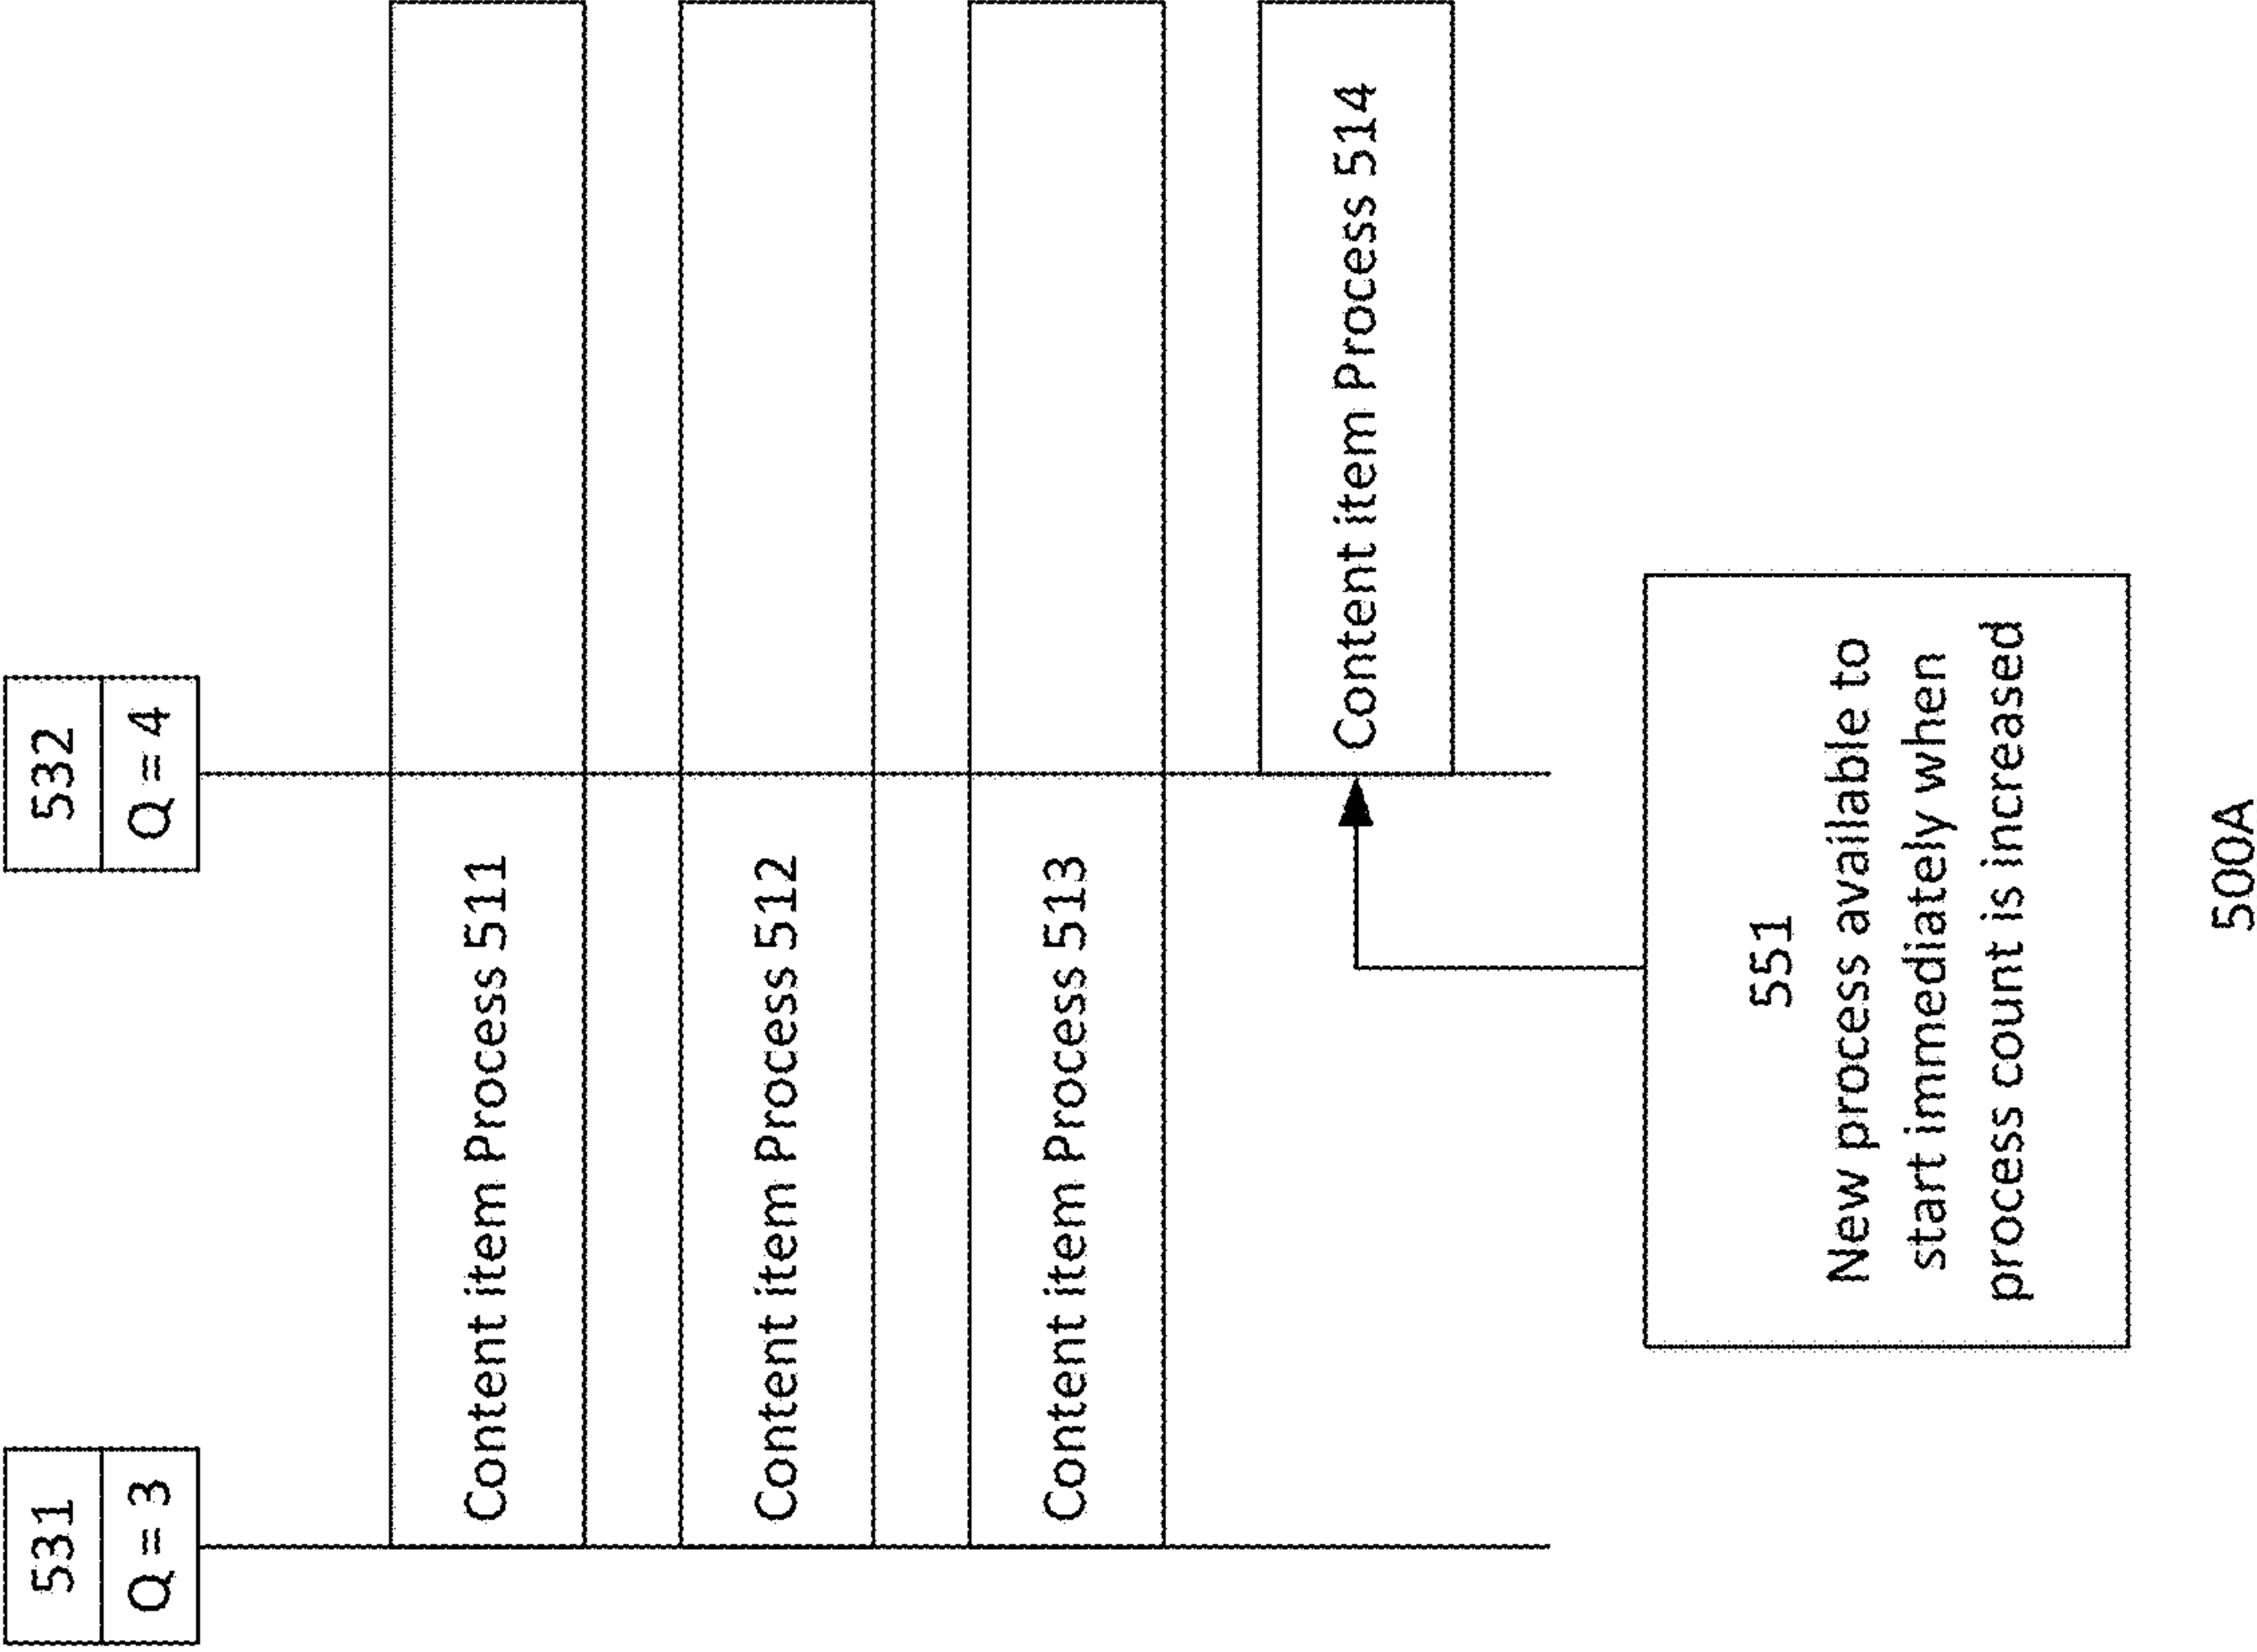 531
Q = 3
532
Q = 4
Content item Process 511
Content item Process 512
Content item Process 513
Content item Process 514
551
New process available to
start immediately when
process count is increased
500A